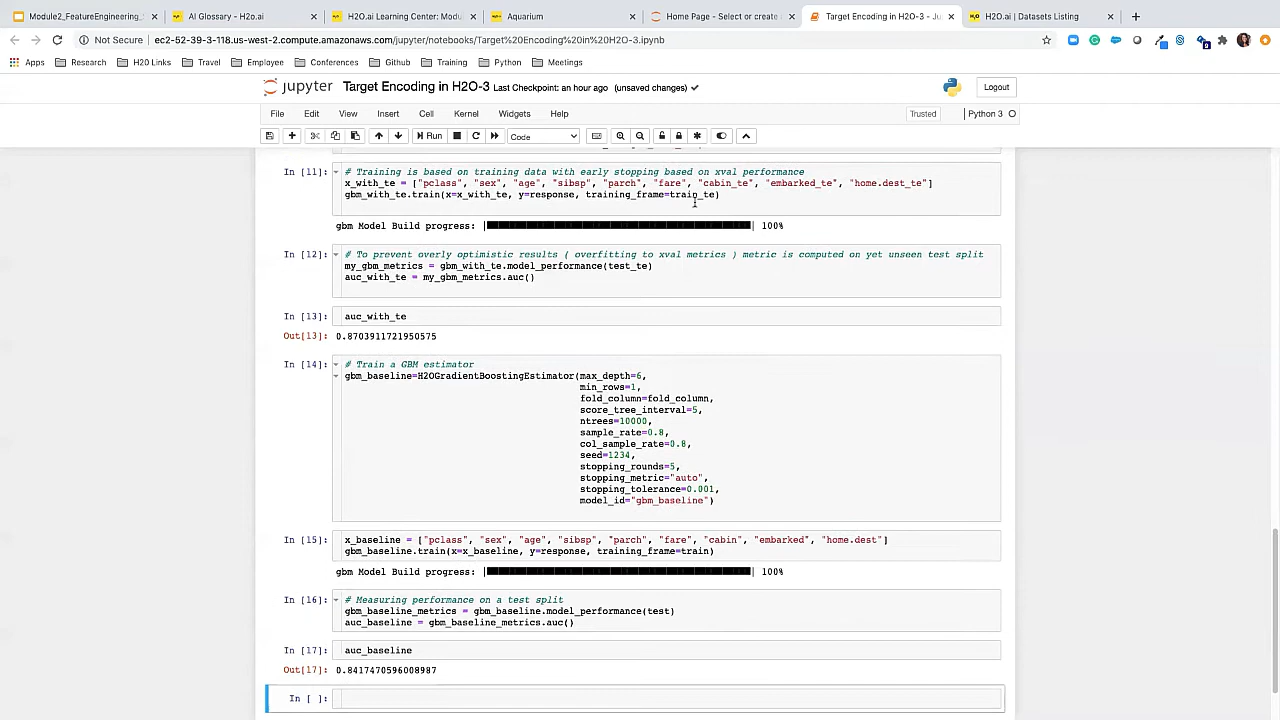 Module2_FeatureEngineering_
AI Glossary - H2o.ai
H2O.ai Learning Center: Modu
Aquarium
Home Page - Select or create
Target Encoding in H2O-3 - Ju
H2O.ai | Datasets Listing
Not Secure | ec2-52-39-3-118.us-west-2.compute.amazonaws.com/jupyter/notebooks/Target%20Encoding%20in%20H2O-3.ipynb
Apps Research H20 Links Travel Employee Conferences Github Training Python Meetings
jupyter Target Encoding in H2O-3 Last Checkpoint: an hour ago (unsaved changes) Logout
File Edit View Insert Cell Kernel Widgets Help Trusted Python 3
Run Code
In [11]: # Training is based on training data with early stopping based on xval performance
x_with_te = ["pclass", "sex", "age", "sibsp", "parch", "fare", "cabin_te", "embarked_te", "home.dest_te"]
gbm_with_te.train(x=x_with_te, y=response, training_frame=train_te)
gbm Model Build progress: | | 100%
In [12]: # To prevent overly optimistic results ( overfitting to xval metrics ) metric is computed on yet unseen test split
my_gbm_metrics = gbm_with_te.model_performance(test_te)
auc_with_te = my_gbm_metrics.auc()
In [13]: auc_with_te
Out[13]: 0.8703911721950575
In [14]: # Train a GBM estimator
gbm_baseline=H2OGradientBoostingEstimator(max_depth=6,
min_rows=1,
fold_column=fold_column,
score_tree_interval=5,
ntrees=10000,
sample_rate=0.8,
col_sample_rate=0.8,
seed=1234,
stopping_rounds=5,
stopping_metric="auto",
stopping_tolerance=0.001,
model_id="gbm_baseline")
In [15]: x_baseline = ["pclass", "sex", "age", "sibsp", "parch", "fare", "cabin", "embarked", "home.dest"]
gbm_baseline.train(x=x_baseline, y=response, training_frame=train)
gbm Model Build progress: | | 100%
In [16]: # Measuring performance on a test split
gbm_baseline_metrics = gbm_baseline.model_performance(test)
auc_baseline = gbm_baseline_metrics.auc()
In [17]: auc_baseline
Out[17]: 0.8417470596008987
In [ ]: